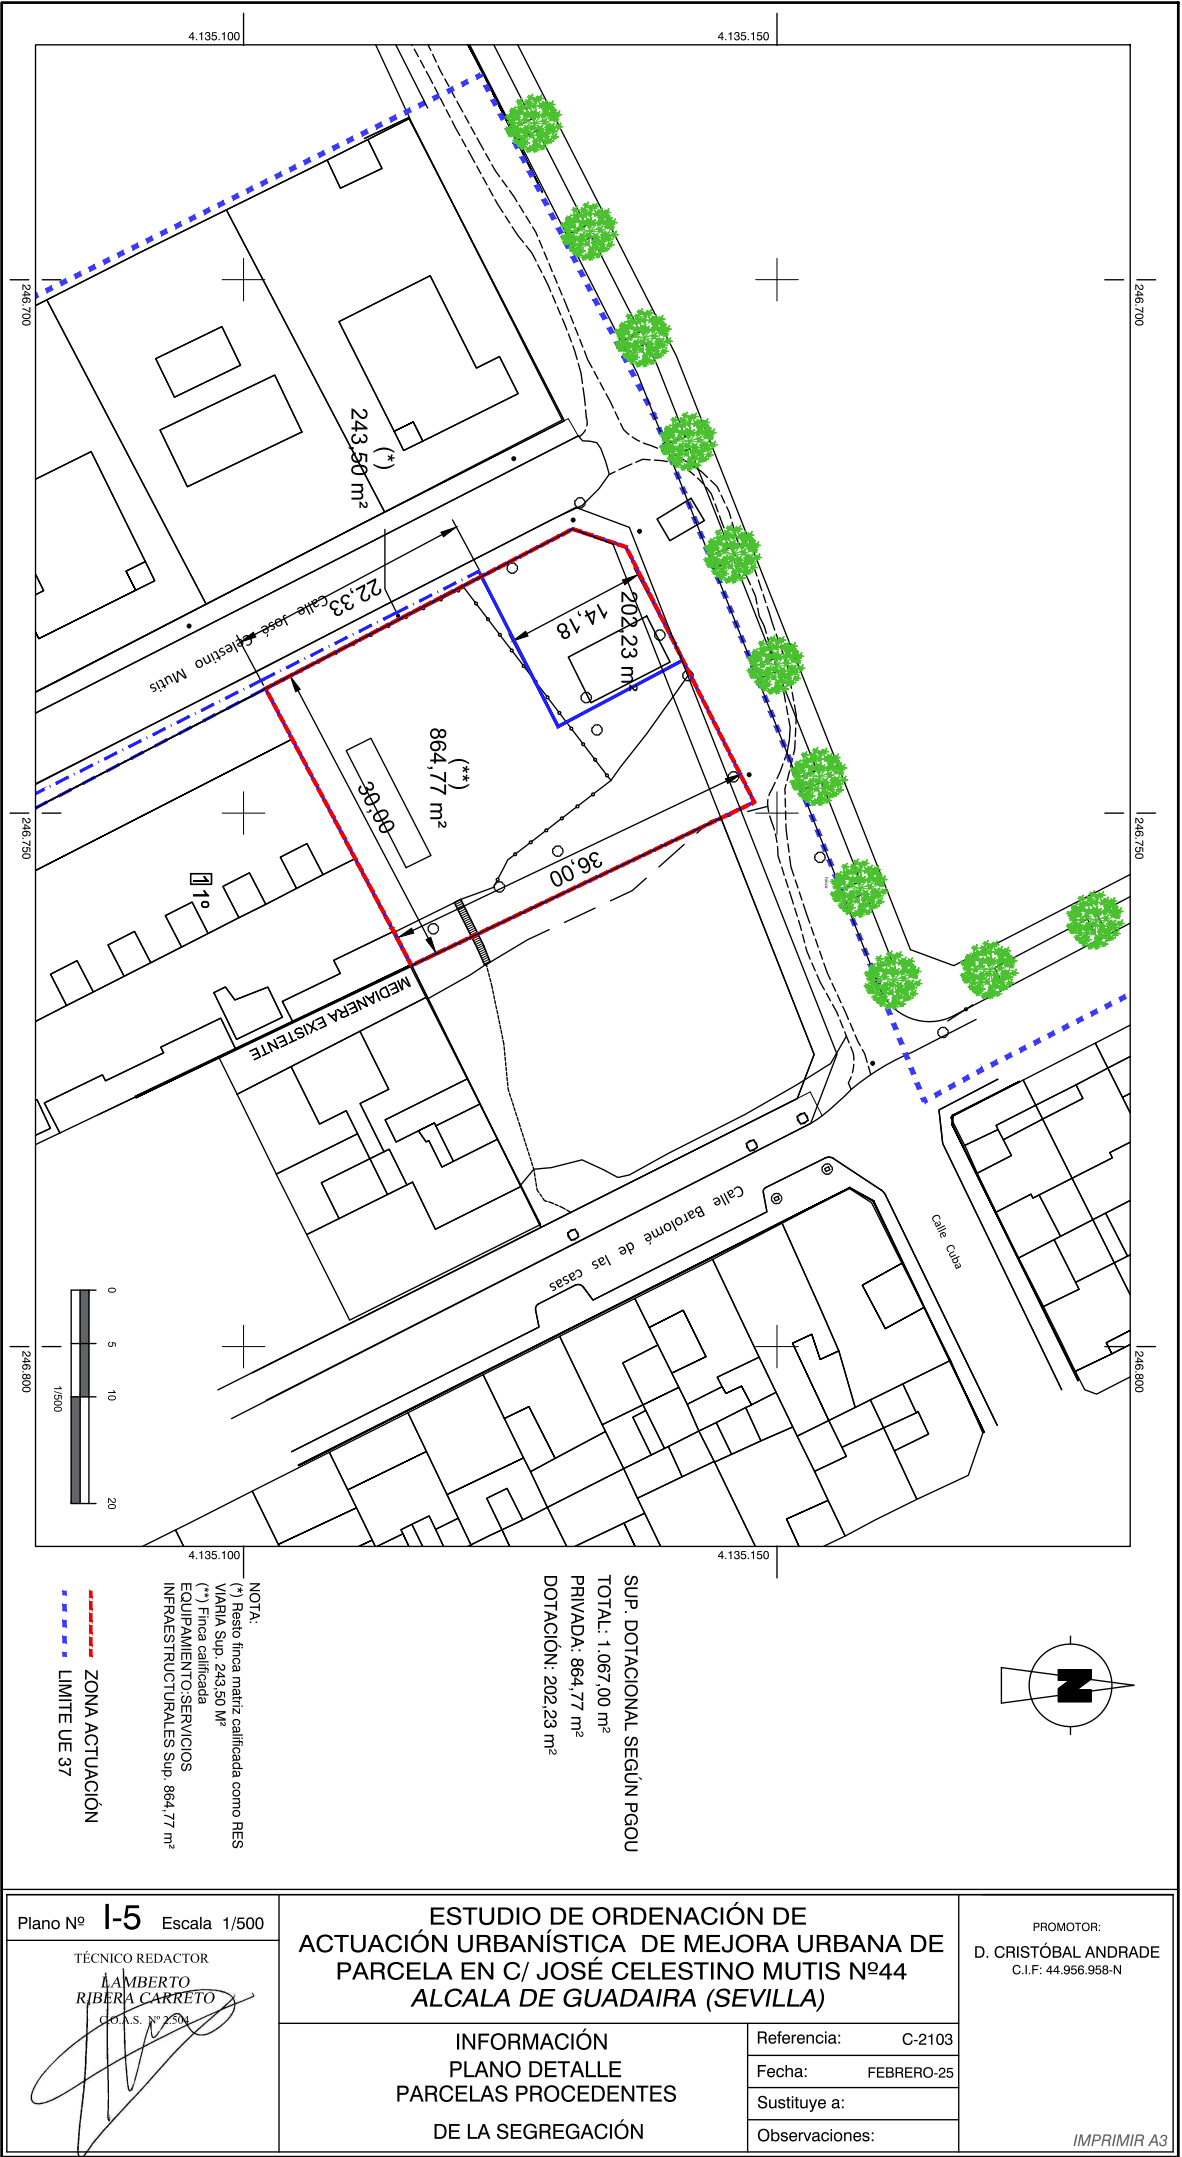 4.135.100
4.135.150
246.700
246.700
(*)
243,50 m²
22,33
Calle José Celestino Mutis
14,18
202,23 m²
(**)
864,77 m²
30,00
36,00
246.750
246.750
1 1º
MEDIANERA EXISTENTE
Calle Barolomé de las casas
Calle Cuba
0
5
10
20
1/500
246.800
246.800
4.135.100
4.135.150
SUP. DOTACIONAL SEGÚN PGOU
TOTAL: 1.067,00 m²
PRIVADA: 864,77 m²
DOTACIÓN: 202,23 m²
NOTA:
(*) Resto finca matriz calificada como RES
VIARIA Sup. 243,50 M²
(**) Finca calificada
EQUIPAMIENTO:SERVICIOS
INFRAESTRUCTURALES Sup. 864,77 m²
ZONA ACTUACIÓN
LIMITE UE 37
N
Plano Nº I-5 Escala 1/500
TÉCNICO REDACTOR
LAMBERTO
RIBERA CARRETO
C.O.A.S. Nº 2.504
ESTUDIO DE ORDENACIÓN DE
ACTUACIÓN URBANÍSTICA DE MEJORA URBANA DE
PARCELA EN C/ JOSÉ CELESTINO MUTIS Nº44
ALCALA DE GUADAIRA (SEVILLA)
INFORMACIÓN
PLANO DETALLE
PARCELAS PROCEDENTES
DE LA SEGREGACIÓN
Referencia: C-2103
Fecha: FEBRERO-25
Sustituye a:
Observaciones:
PROMOTOR:
D. CRISTÓBAL ANDRADE
C.I.F: 44.956.958-N
IMPRIMIR A3